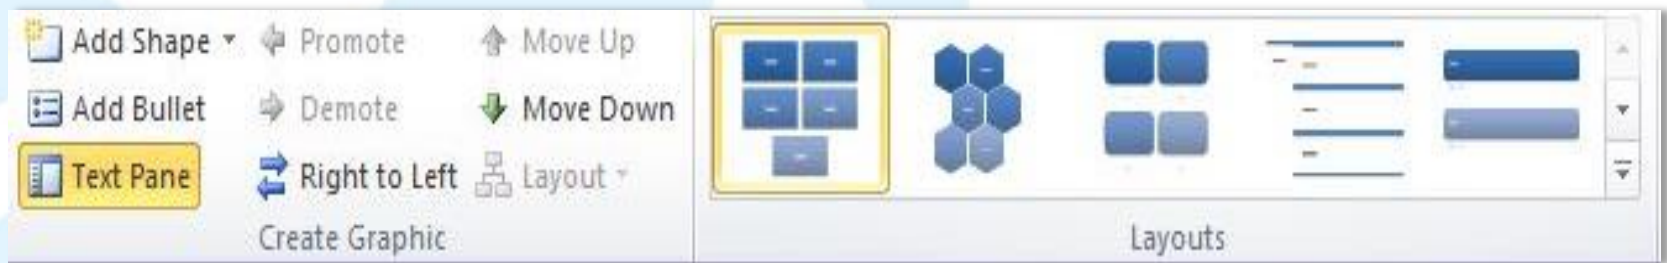 Add Shape Promote Move Up
Add Bullet Demote Move Down
Text Pane Right to Left Layout
Create Graphic Layouts